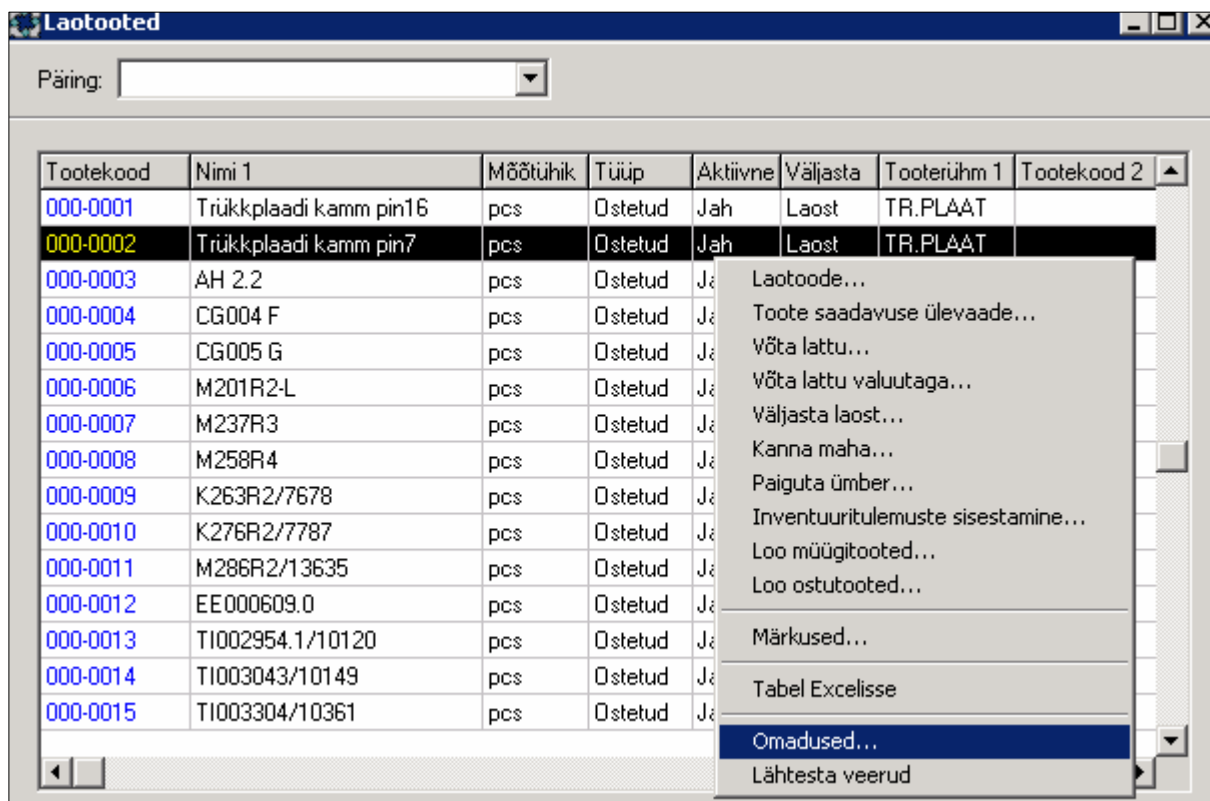 Laotooted
Päring:
Tootekood Nimi 1 Mõõtühik Tüüp Aktiivne Väljasta Tooterühm 1 Tootekood 2
000-0001 Trükkplaadi kamm pin16 pcs Ostetud Jah Laost TR.PLAAT
000-0002 Trükkplaadi kamm pin7 pcs Ostetud Jah Laost TR.PLAAT
000-0003 AH 2.2 pcs Ostetud
000-0004 CG004 F pcs Ostetud
000-0005 CG005 G pcs Ostetud
000-0006 M201R2-L pcs Ostetud
000-0007 M237R3 pcs Ostetud
000-0008 M258R4 pcs Ostetud
000-0009 K263R2/7678 pcs Ostetud
000-0010 K276R2/7787 pcs Ostetud
000-0011 M286R2/13635 pcs Ostetud
000-0012 EE000609.0 pcs Ostetud
000-0013 TI002954.1/10120 pcs Ostetud
000-0014 TI003043/10149 pcs Ostetud
000-0015 TI003304/10361 pcs Ostetud
Laotoode...
Toote saadavuse ülevaade...
Võta lattu...
Võta lattu valuutaga...
Väljasta laost...
Kanna maha...
Paiguta ümber...
Inventuuritulemuste sisestamine...
Loo müügitooted...
Loo ostutooted...
Märkused...
Tabel Excelisse
Omadused...
Lähtesta veerud